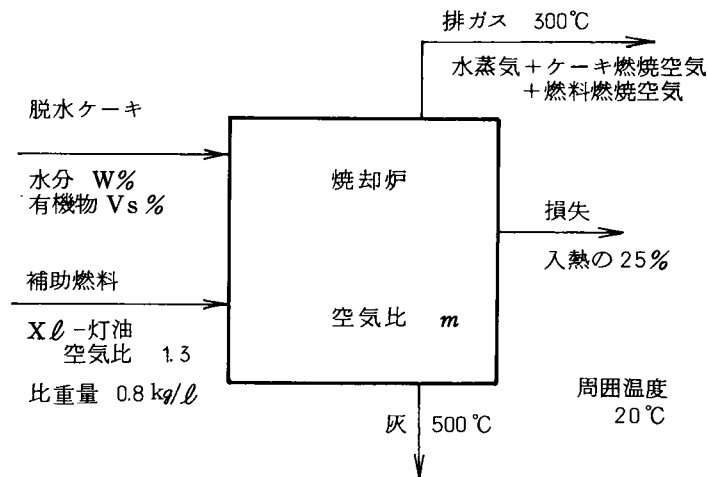 排ガス 300℃
水蒸気+ケーキ燃焼空気
+燃料燃焼空気
脱水ケーキ
水分 W%
有機物 Vs %
焼却炉
損失
入熱の 25%
補助燃料
Xℓ-灯油
空気比 1.3
比重量 0.8 kg/ℓ
空気比 m
周囲温度
20℃
灰 500℃